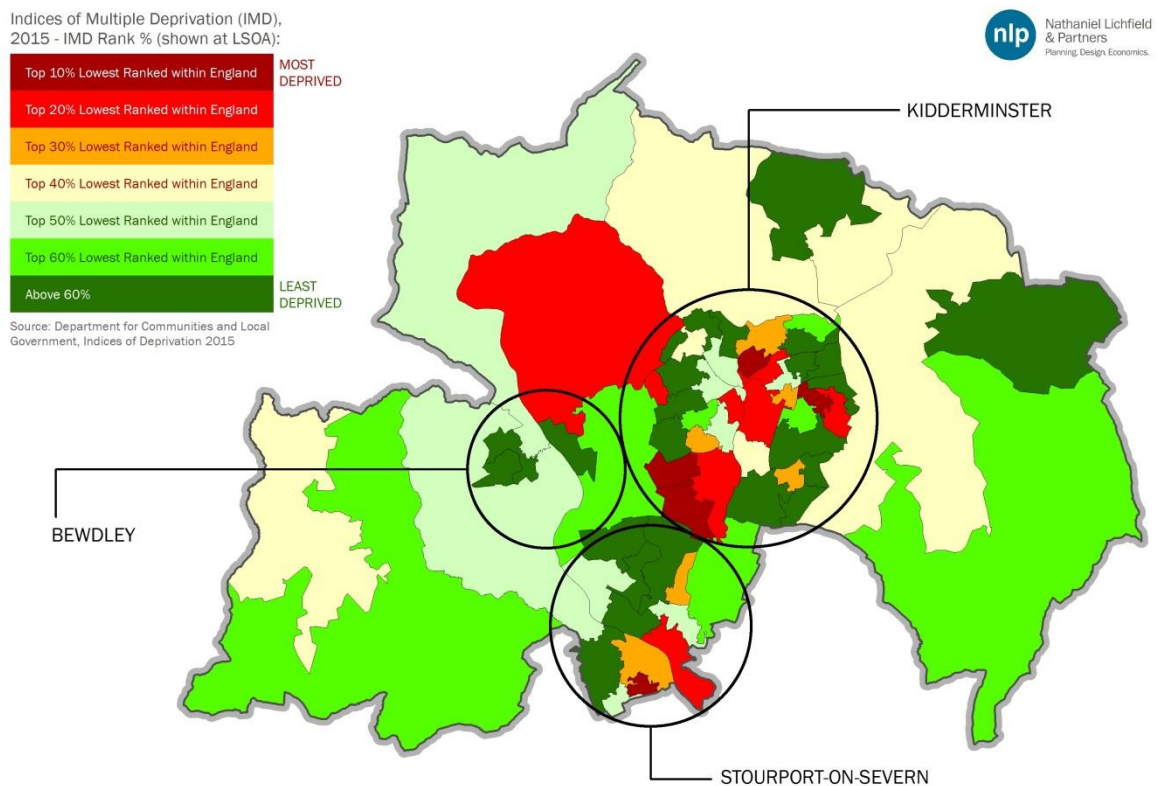 Indices of Multiple Deprivation (IMD),
2015 - IMD Rank % (shown at LSOA):
Top 10% Lowest Ranked within England
MOST
DEPRIVED
Top 20% Lowest Ranked within England
Top 30% Lowest Ranked within England
Top 40% Lowest Ranked within England
Top 50% Lowest Ranked within England
Top 60% Lowest Ranked within England
Above 60%
LEAST
DEPRIVED
Source: Department for Communities and Local
Government, Indices of Deprivation 2015
nlp
Nathaniel Lichfield
& Partners
Planning. Design. Economics.
KIDDERMINSTER
BEWDLEY
STOURPORT-ON-SEVERN